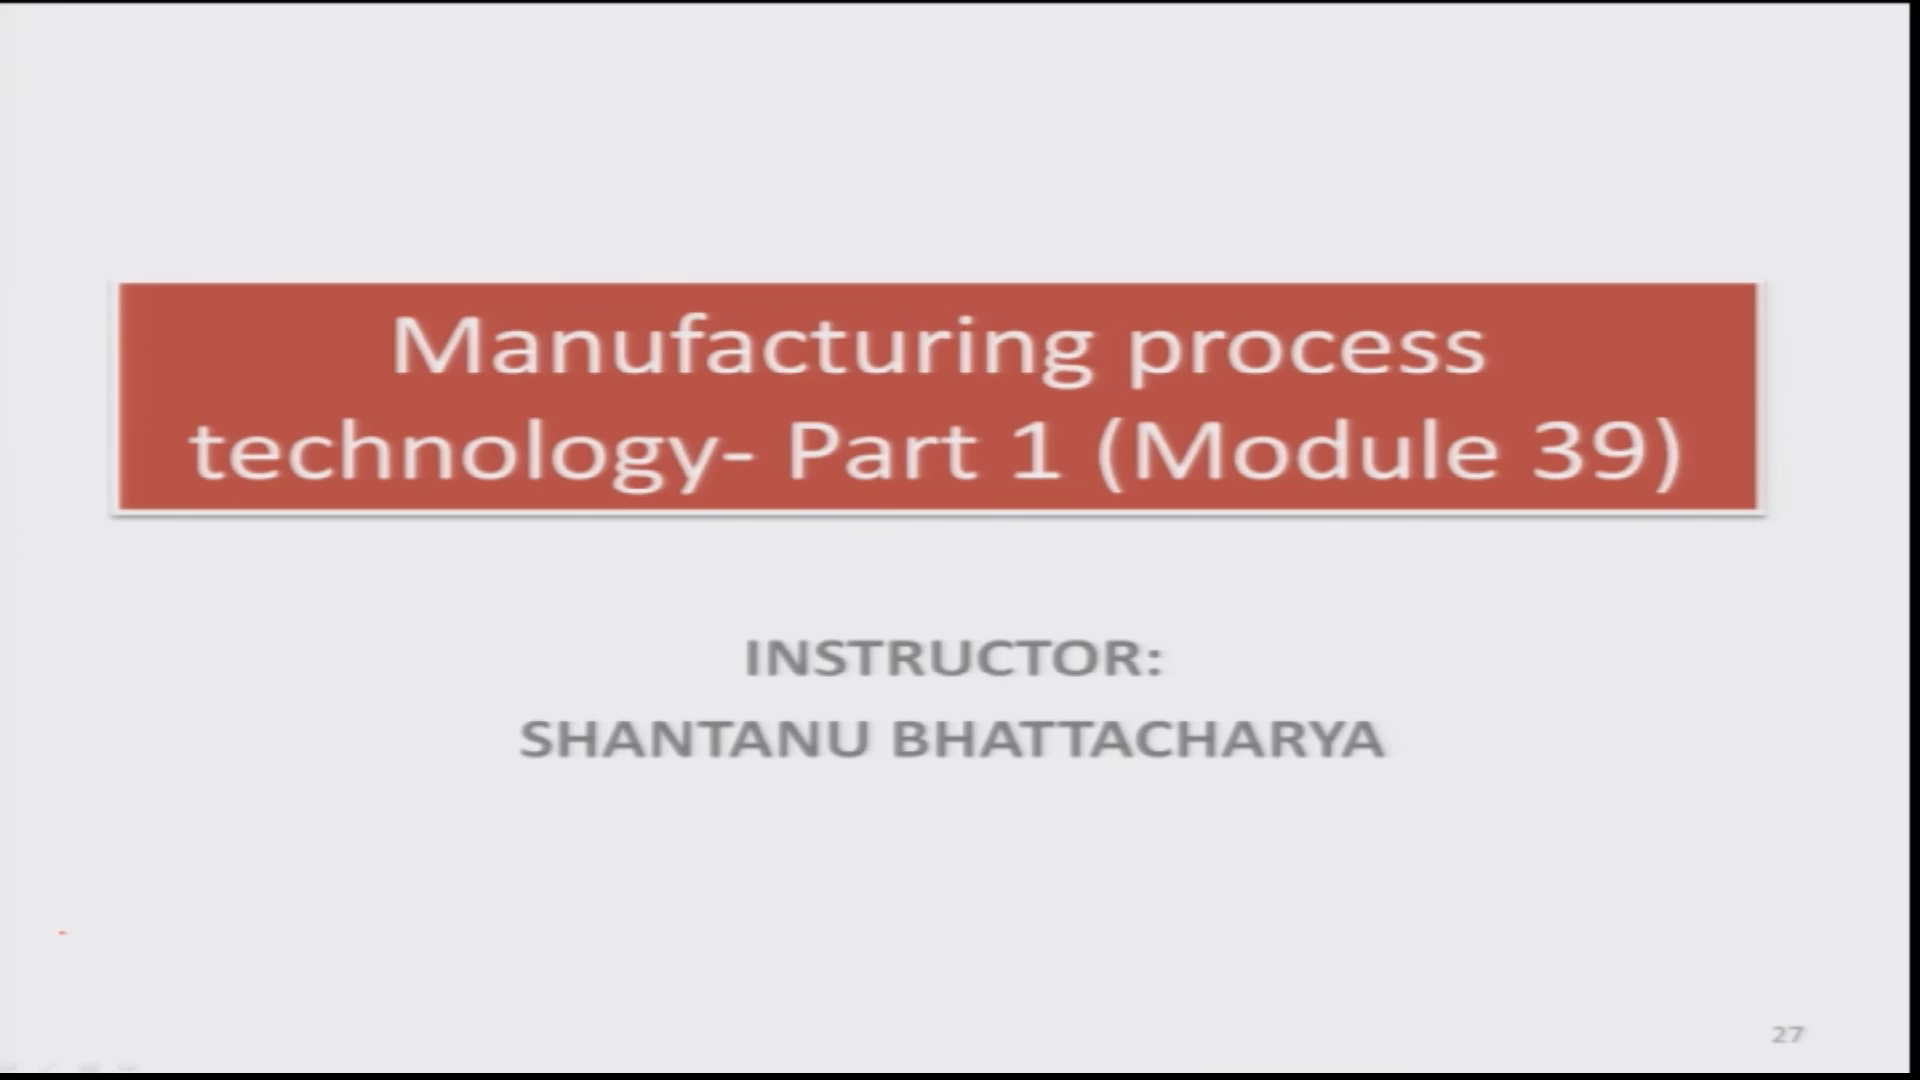 Manufacturing process
technology- Part 1 (Module 39)
INSTRUCTOR:
SHANTANU BHATTACHARYA
27